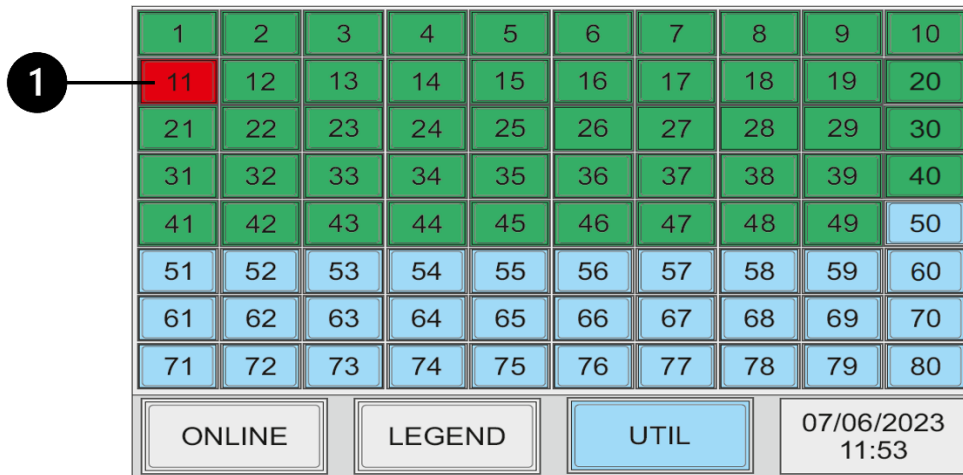 1 2 3 4 5 6 7 8 9 10
1 11 12 13 14 15 16 17 18 19 20
21 22 23 24 25 26 27 28 29 30
31 32 33 34 35 36 37 38 39 40
41 42 43 44 45 46 47 48 49 50
51 52 53 54 55 56 57 58 59 60
61 62 63 64 65 66 67 68 69 70
71 72 73 74 75 76 77 78 79 80
ONLINE LEGEND UTIL 07/06/2023
11:53